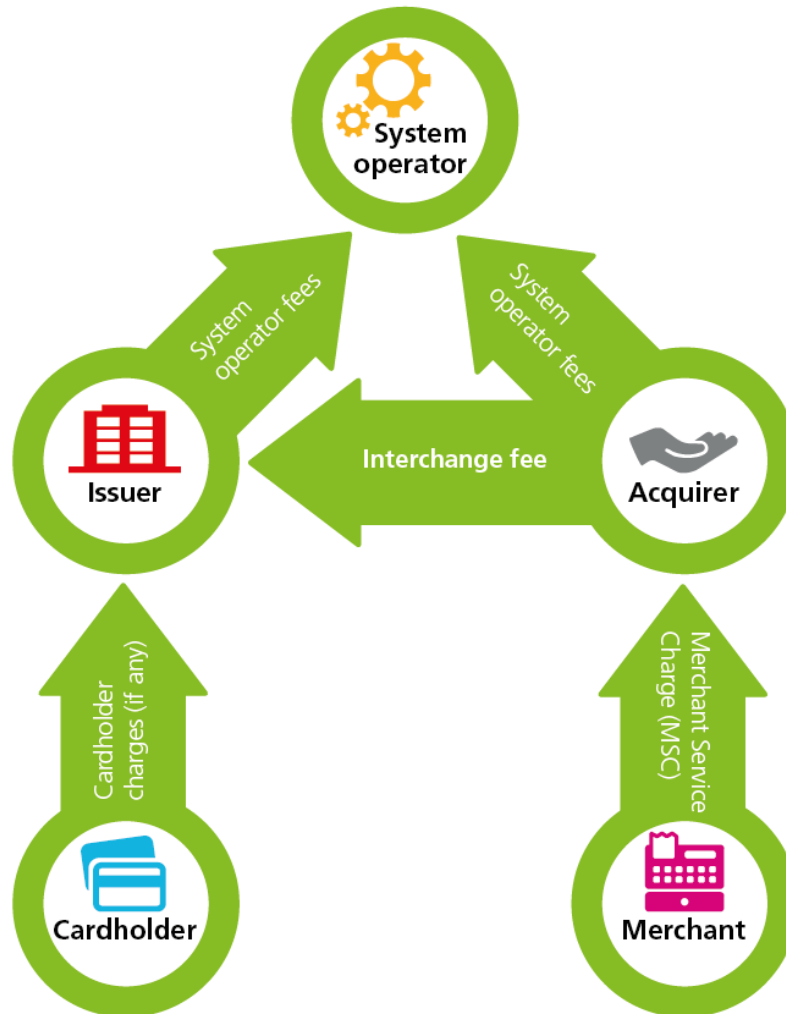 System
operator
System
operator fees
System
operator fees
Interchange fee
Issuer
Acquirer
Cardholder
charges (if any)
Merchant Service
Charge (MSC)
Cardholder
Merchant